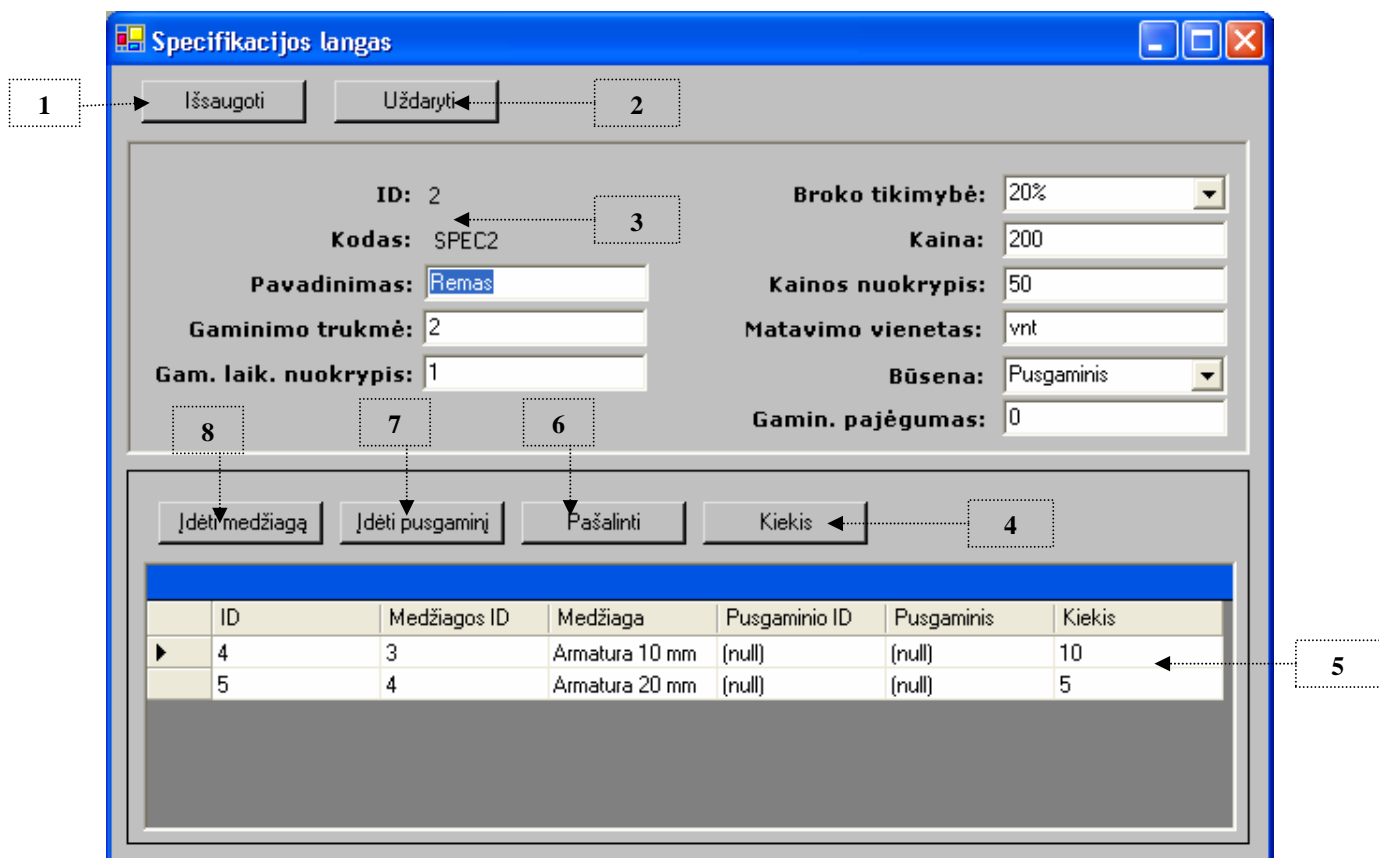 Specifikacijos langas
1 Išsaugoti Uždaryti 2
ID: 2 Broko tikimybė: 20%
3
Kodas: SPEC2 Kaina: 200
Pavadinimas: Remas Kainos nuokrypis: 50
Gaminimo trukmė: 2 Matavimo vienetas: vnt
Gam. laik. nuokrypis: 1 Būsena: Pusgaminis
Gamin. pajėgumas: 0
8 7 6
Įdėti medžiagą Įdėti pusgaminį Pašalinti Kiekis 4
ID Medžiagos ID Medžiaga Pusgaminio ID Pusgaminis Kiekis
4 3 Armatura 10 mm (null) (null) 10
5
5 4 Armatura 20 mm (null) (null) 5